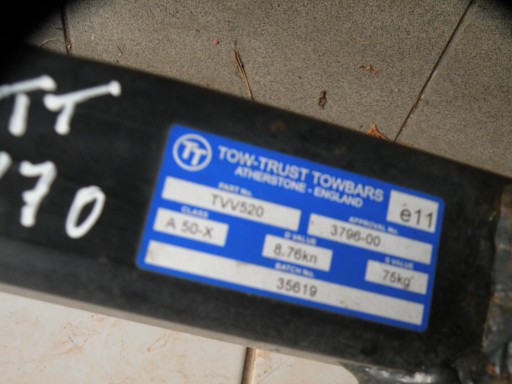 TT
70
TT
TOW-TRUST TOWBARS
ATHERSTONE - ENGLAND
e11
PART No.
TVV520
APPROVAL No.
3796-00
CLASS
A 50-X
D VALUE
8.76kn
S VALUE
75kg
BATCH No.
35619